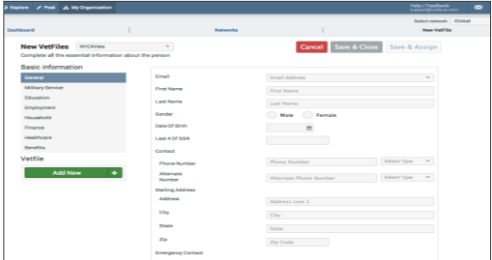 Explore Post My Organization Help / Feedback
Select network Global
Dashboard Networks New VetFile
New VetFiles Cancel Save & Close Save & Assign
Complete all the essential information about the person
Basic information
General
Military Service
Education
Employment
Household
Finance
Healthcare
Benefits
Vetfile
Add New +
Email Email Address
First Name First Name
Last Name Last Name
Gender Male Female
Date Of Birth
Last 4 Of SSN
Contact
Phone Number Phone Number Select Type
Alternate Number Alternate Phone Number Select Type
Mailing Address
Address Address Line 1
City City
State State
Zip Zip Code
Emergency Contact